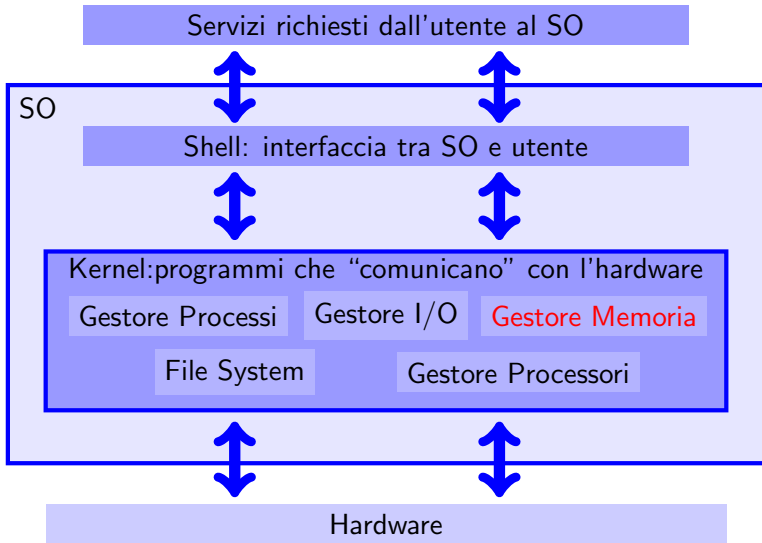 Servizi richiesti dall'utente al SO
SO
Shell: interfaccia tra SO e utente
Kernel:programmi che “comunicano” con l'hardware
Gestore Processi
Gestore I/O
Gestore Memoria
File System
Gestore Processori
Hardware